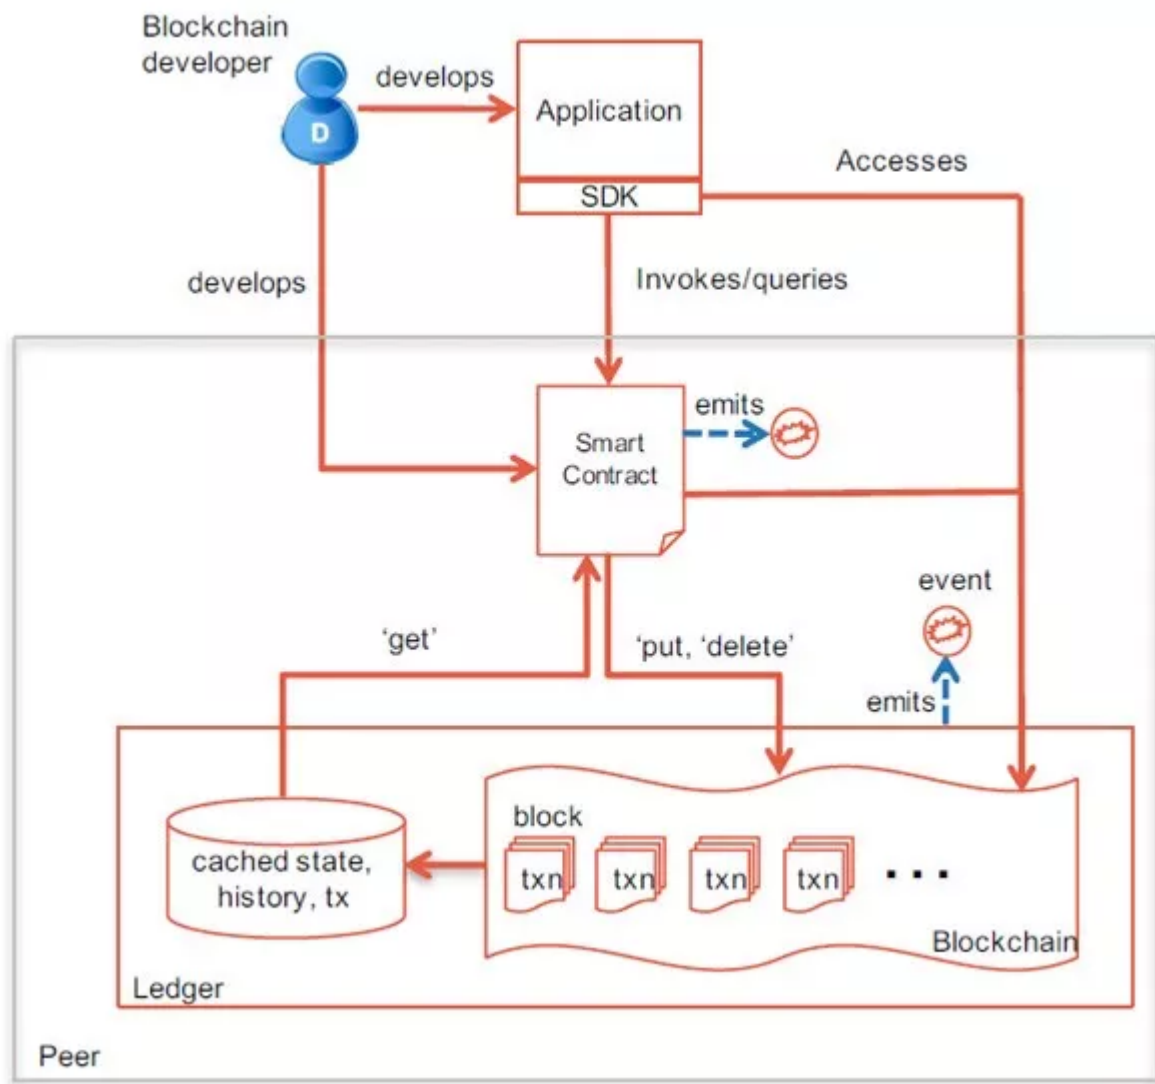 Blockchain
developer
develops
D
Application
SDK
Accesses
develops
Invokes/queries
Smart
Contract
emits
event
emits
‘get’
‘put, ‘delete’
block
txn
txn
txn
txn
...
cached state,
history, tx
Blockchain
Ledger
Peer